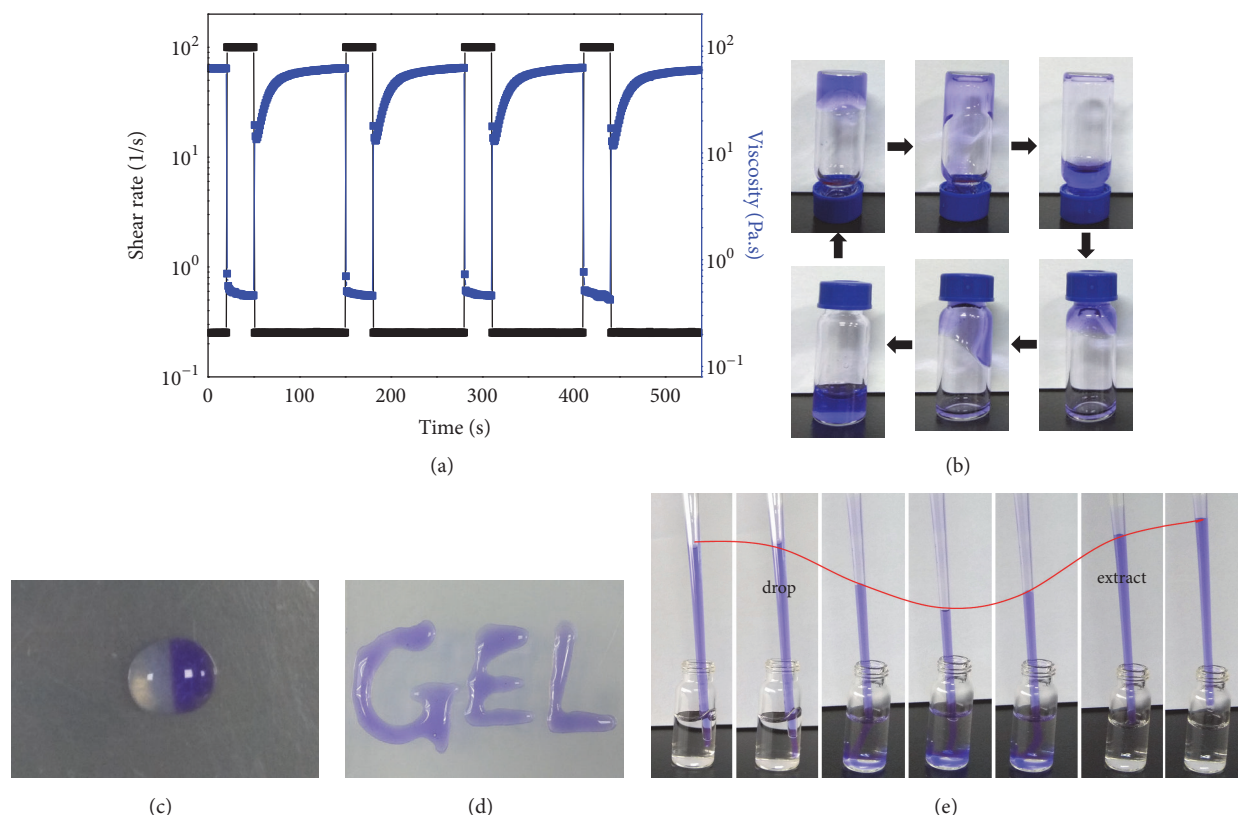 10² 
10¹
10⁰
10⁻¹
Shear rate (1/s)
0 100 200 300 400 500
Time (s)
10²
10¹
10⁰
10⁻¹
Viscosity (Pa.s)
(a)
(b)
GEL
drop
extract
(c)
(d)
(e)